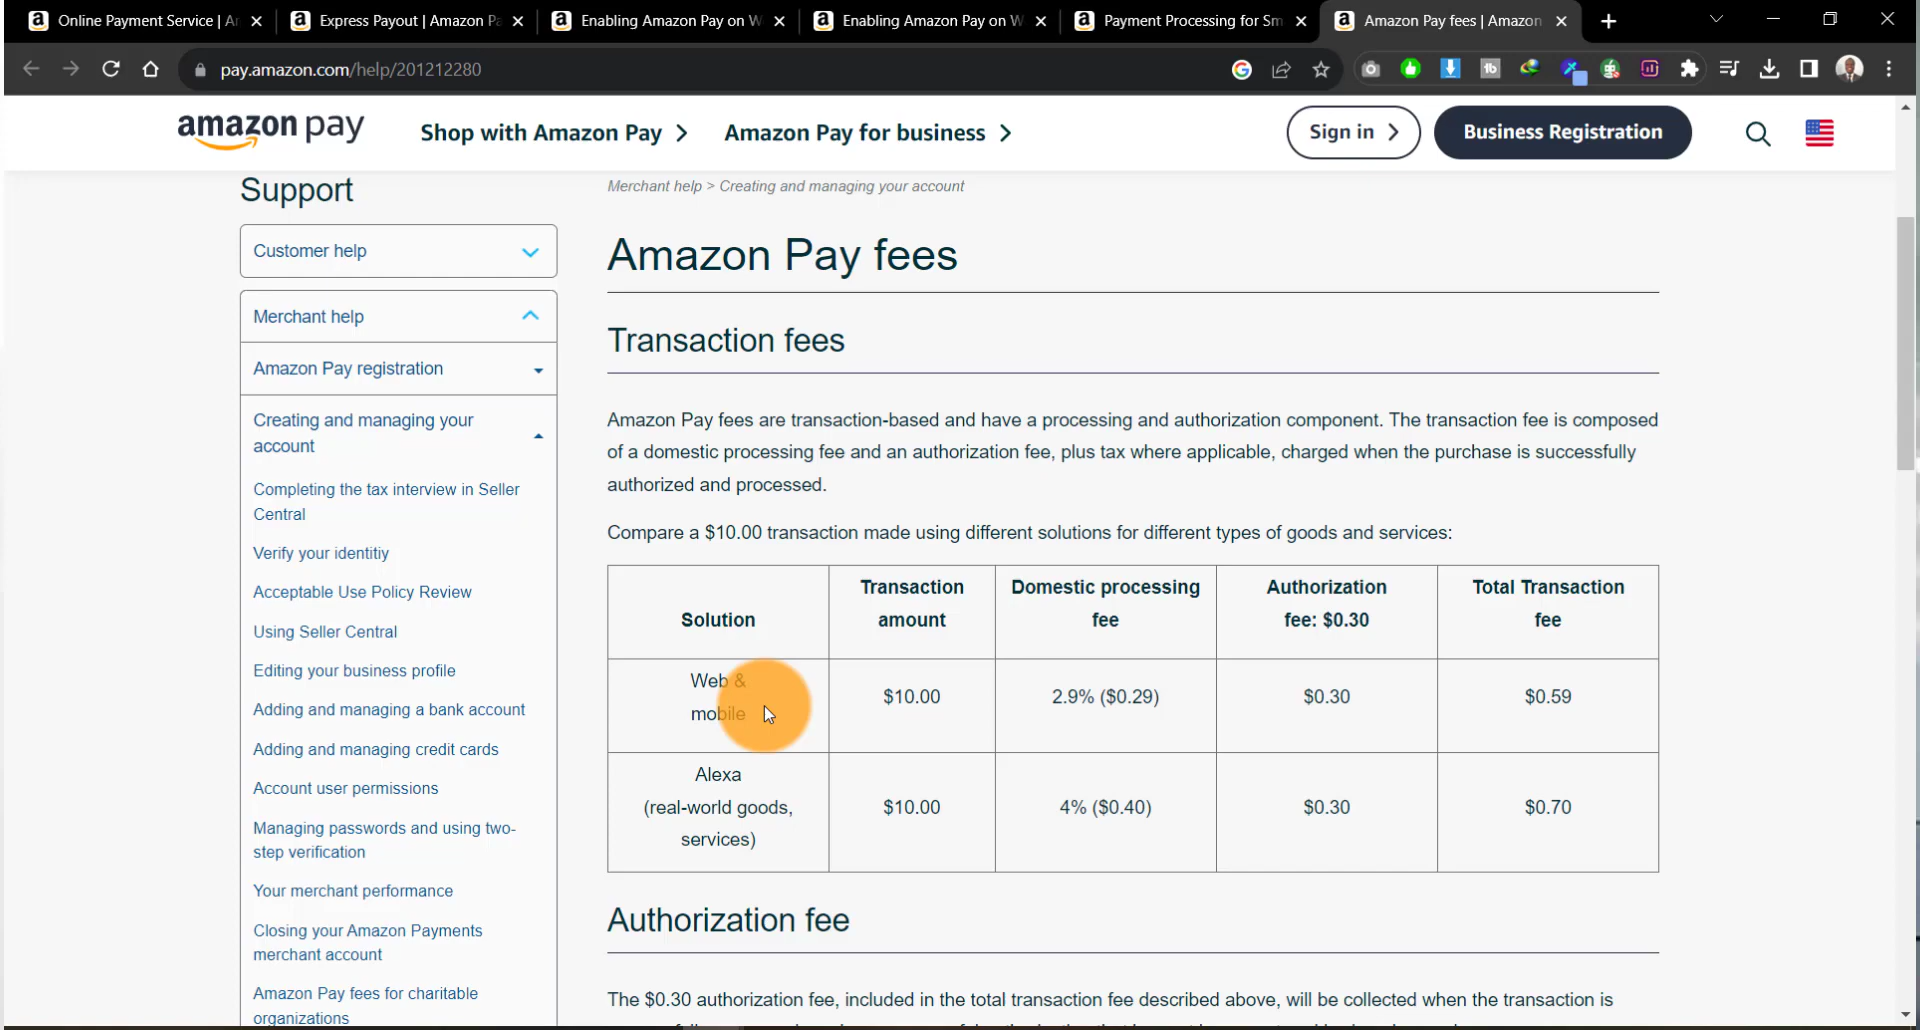 Online Payment Service | A
Express Payout | Amazon Pa
Enabling Amazon Pay on W
Enabling Amazon Pay on W
Payment Processing for Sm
Amazon Pay fees | Amazon
pay.amazon.com/help/201212280
amazon pay
Shop with Amazon Pay
Amazon Pay for business
Sign in
Business Registration
Support
Customer help
Merchant help
Amazon Pay registration
Creating and managing your
account
Completing the tax interview in Seller
Central
Verify your identitiy
Acceptable Use Policy Review
Using Seller Central
Editing your business profile
Adding and managing a bank account
Adding and managing credit cards
Account user permissions
Managing passwords and using two-
step verification
Your merchant performance
Closing your Amazon Payments
merchant account
Amazon Pay fees for charitable
organizations
Merchant help > Creating and managing your account
Amazon Pay fees
Transaction fees
Amazon Pay fees are transaction-based and have a processing and authorization component. The transaction fee is composed
of a domestic processing fee and an authorization fee, plus tax where applicable, charged when the purchase is successfully
authorized and processed.
Compare a $10.00 transaction made using different solutions for different types of goods and services:
Solution
Transaction
amount
Domestic processing
fee
Authorization
fee: $0.30
Total Transaction
fee
Web &
mobile
$10.00
2.9% ($0.29)
$0.30
$0.59
Alexa
(real-world goods,
services)
$10.00
4% ($0.40)
$0.30
$0.70
Authorization fee
The $0.30 authorization fee, included in the total transaction fee described above, will be collected when the transaction is